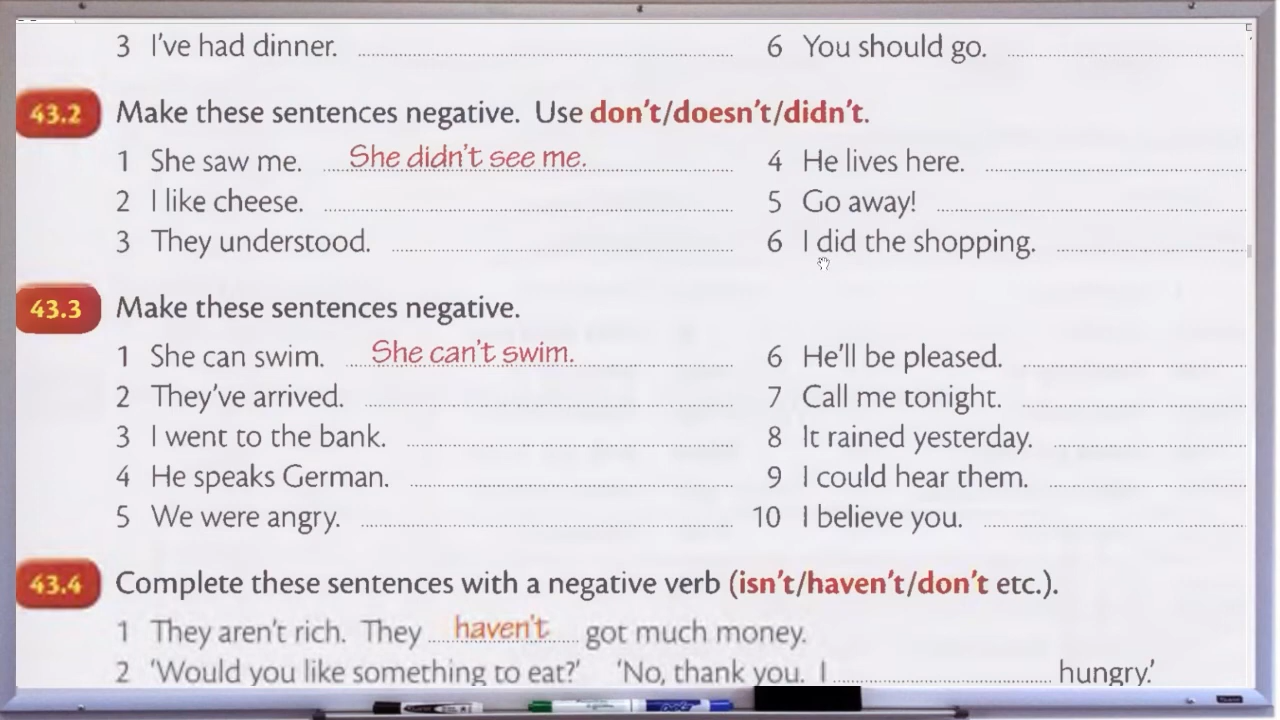 3 I've had dinner. 6 You should go.
43.2 Make these sentences negative. Use don't/doesn't/didn't.
1 She saw me. She didn't see me. 4 He lives here.
2 I like cheese. 5 Go away!
3 They understood. 6 I did the shopping.
43.3 Make these sentences negative.
1 She can swim. She can't swim. 6 He'll be pleased.
2 They've arrived. 7 Call me tonight.
3 I went to the bank. 8 It rained yesterday.
4 He speaks German. 9 I could hear them.
5 We were angry. 10 I believe you.
43.4 Complete these sentences with a negative verb (isn't/haven't/don't etc.).
1 They aren't rich. They haven't got much money.
2 'Would you like something to eat?' 'No, thank you. I hungry.'